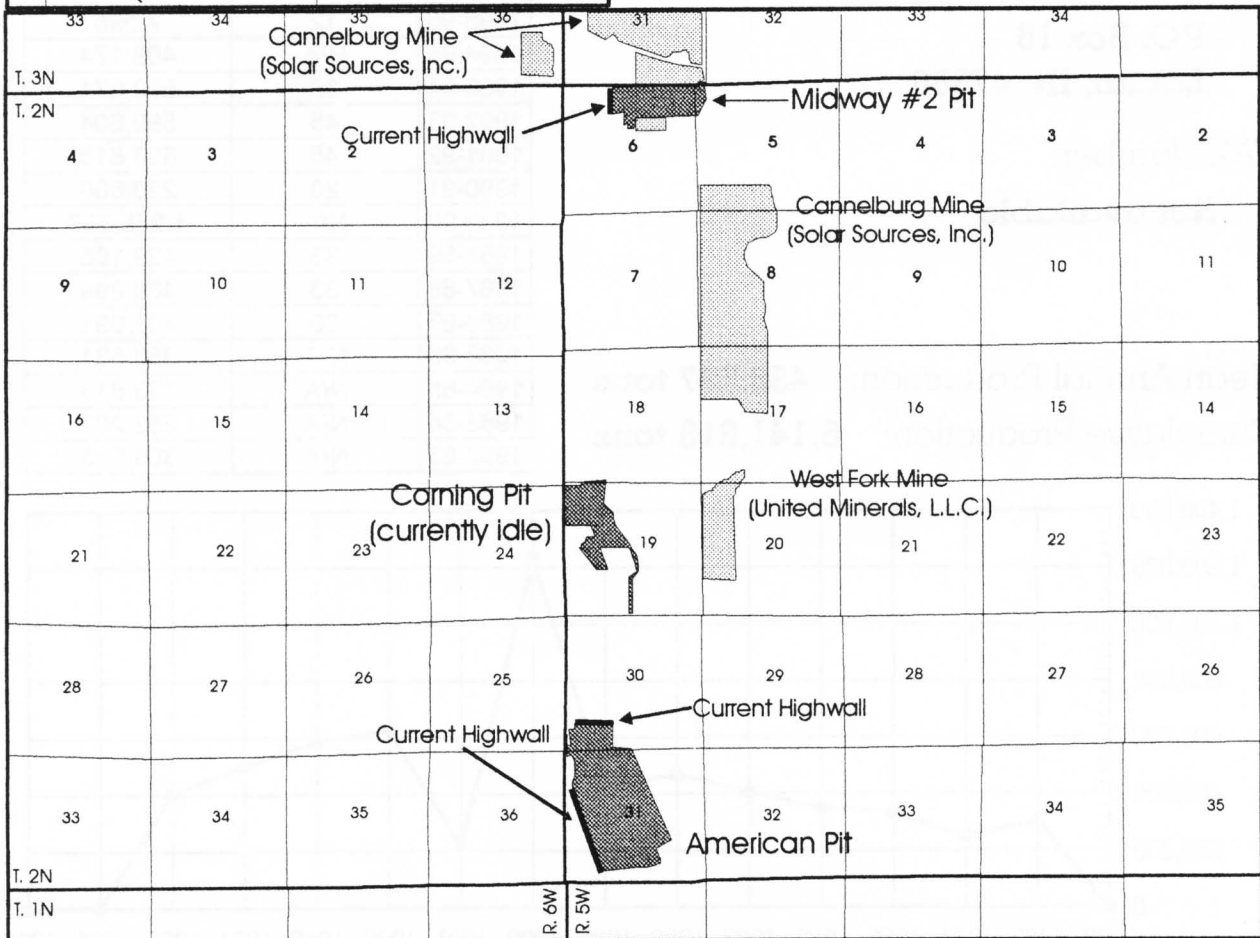 33 34 35 36 31 32 33 34
Cannelburg Mine
(Solar Sources, Inc.)
T. 3N
T. 2N
Midway #2 Pit
Current Highwall
4 3 2 6 5 4 3 2
Cannelburg Mine
(Solar Sources, Inc.)
9 10 11 12 7 8 9 10 11
16 15 14 13 18 17 16 15 14
West Fork Mine
(United Minerals, L.L.C.)
Corning Pit
(currently idle)
21 22 23 24 19 20 21 22 23
28 27 26 25 30 29 28 27 26
Current Highwall
Current Highwall
33 34 35 36 31 32 33 34 35
American Pit
T. 2N
T. 1N
R. 6W
R. 5W